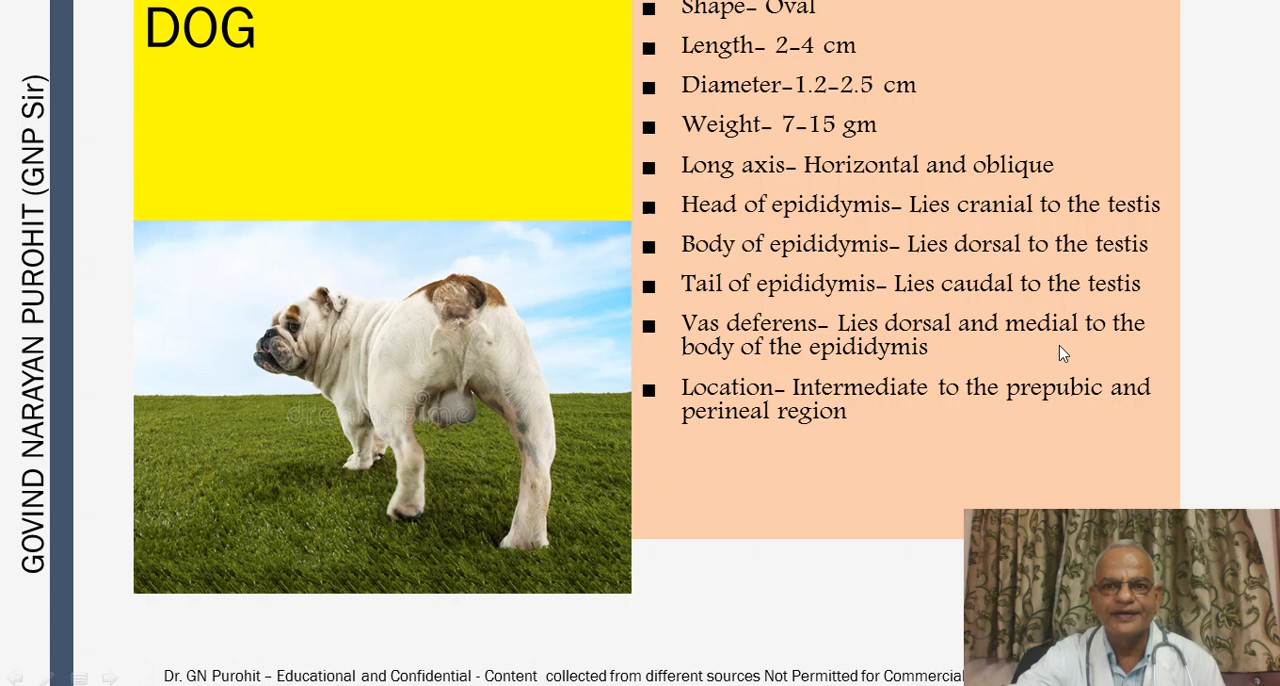 DOG
GOVIND NARAYAN PUROHIT (GNP Sir)
Shape- Oval
Length- 2-4 cm
Diameter-1.2-2.5 cm
Weight- 7-15 gm
Long axis- Horizontal and oblique
Head of epididymis- Lies cranial to the testis
Body of epididymis- Lies dorsal to the testis
Tail of epididymis- Lies caudal to the testis
Vas deferens- Lies dorsal and medial to the
body of the epididymis
Location- Intermediate to the prepubic and
perineal region
dreamstime
Dr. GN Purohit – Educational and Confidential - Content collected from different sources Not Permitted for Commercial